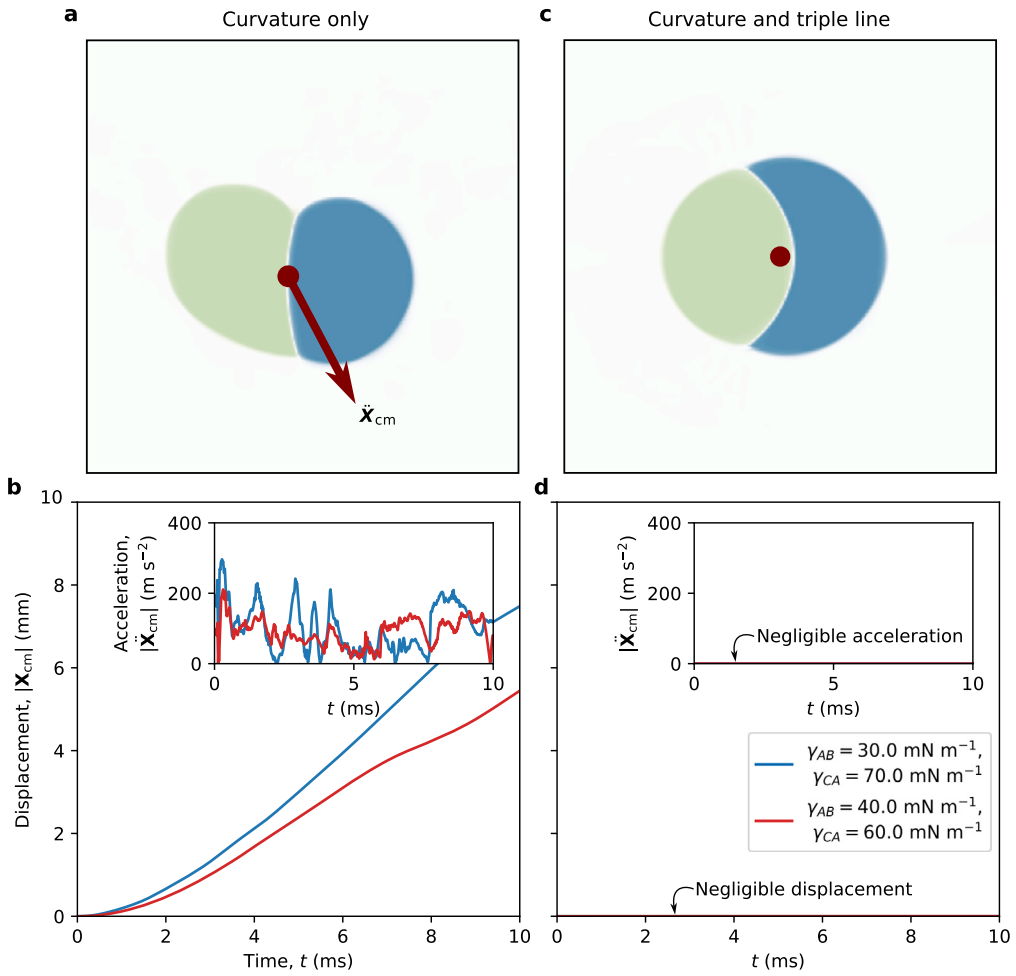 a Curvature only
c Curvature and triple line
Ẍcm
b
10
8
6
4
2
0
Displacement, |Xcm| (mm)
0 2 4 6 8 10
Time, t (ms)
Acceleration,
|Ẍcm| (m s−2)
400
200
0
0 5 10
t (ms)
d
|Ẍcm| (m s−2)
400
200
0
Negligible acceleration
0 5 10
t (ms)
γAB = 30.0 mN m−1,
γCA = 70.0 mN m−1
γAB = 40.0 mN m−1,
γCA = 60.0 mN m−1
Negligible displacement
0 2 4 6 8 10
t (ms)